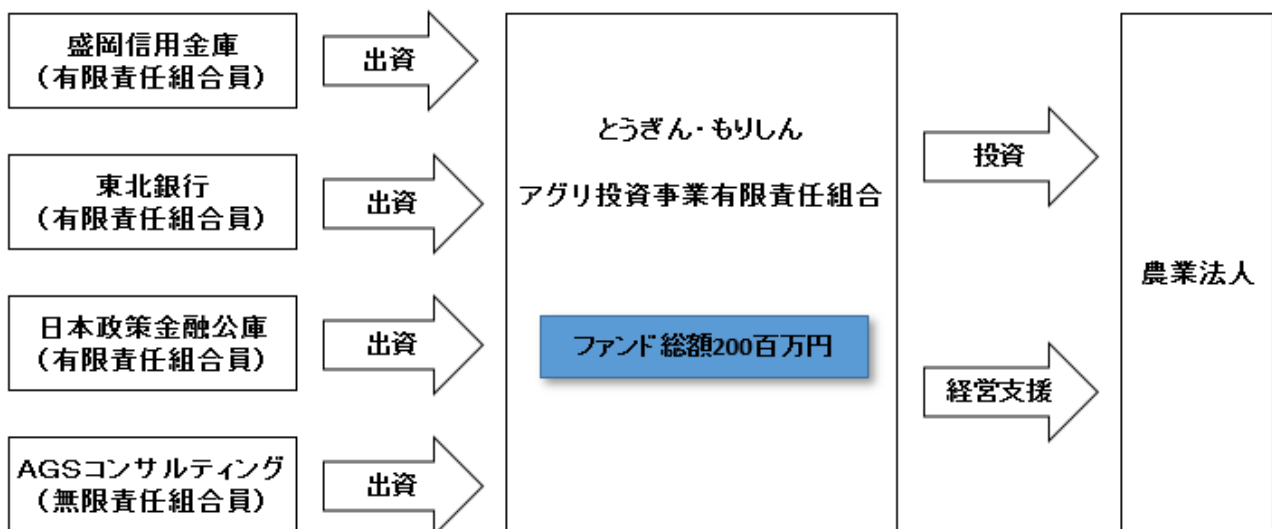 盛岡信用金庫
（有限責任組合員）
出資
東北銀行
（有限責任組合員）
出資
日本政策金融公庫
（有限責任組合員）
出資
AGSコンサルティング
（無限責任組合員）
出資
とうぎん・もりしん
アグリ投資事業有限責任組合
ファンド総額200百万円
投資
経営支援
農業法人